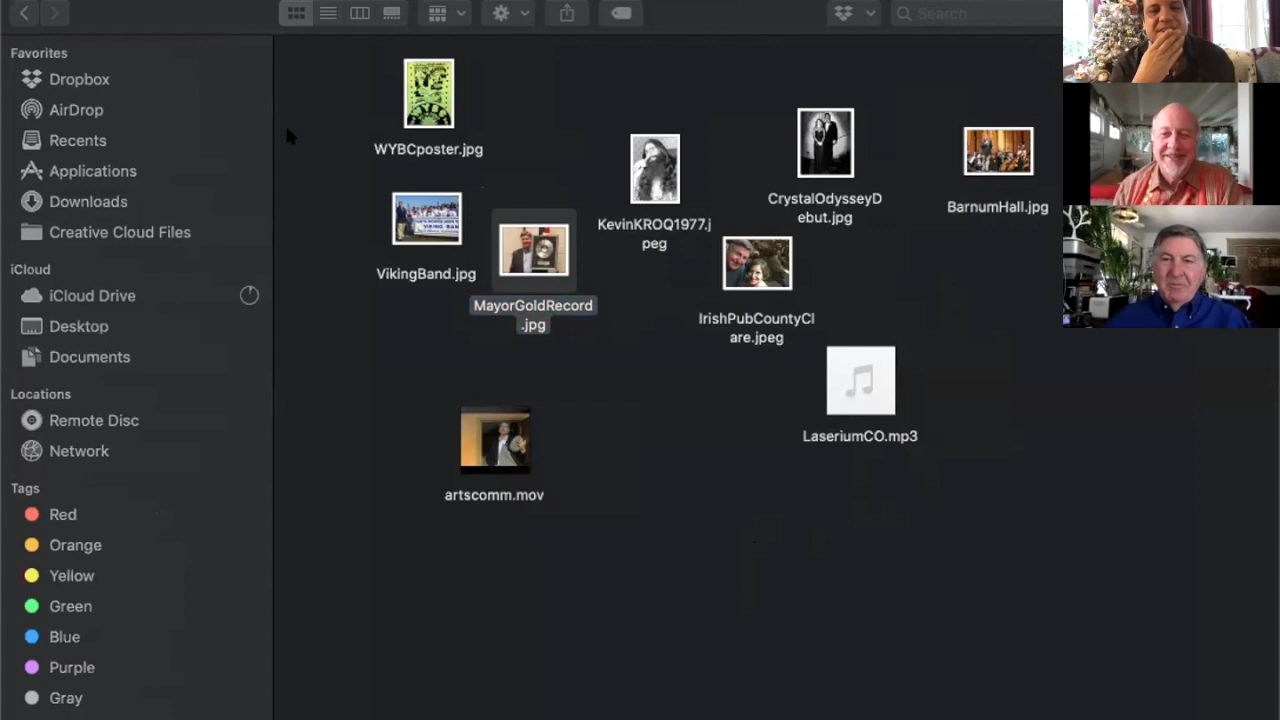 Search
Favorites
Dropbox
AirDrop
Recents
Applications
Downloads
Creative Cloud Files
iCloud
iCloud Drive
Desktop
Documents
Locations
Remote Disc
Network
Tags
Red
Orange
Yellow
Green
Blue
Purple
Gray
WYBCposter.jpg
VikingBand.jpg
MayorGoldRecord
.jpg
KevinKROQ1977.j
peg
CrystalOdysseyD
ebut.jpg
BarnumHall.jpg
IrishPubCountyCl
are.jpeg
LaseriumCO.mp3
artscomm.mov